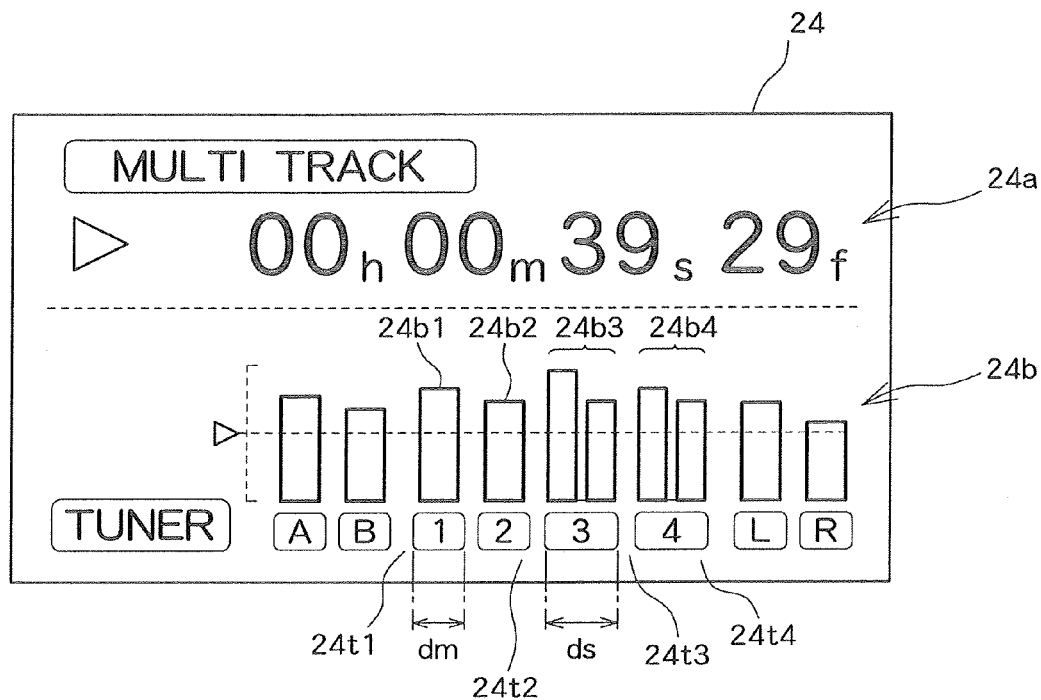 24
MULTI TRACK
24a
00h 00m 39s 29f
24b1 24b2 24b3 24b4
24b
TUNER A B 1 2 3 4 L R
24t1 dm 24t2 ds 24t3 24t4